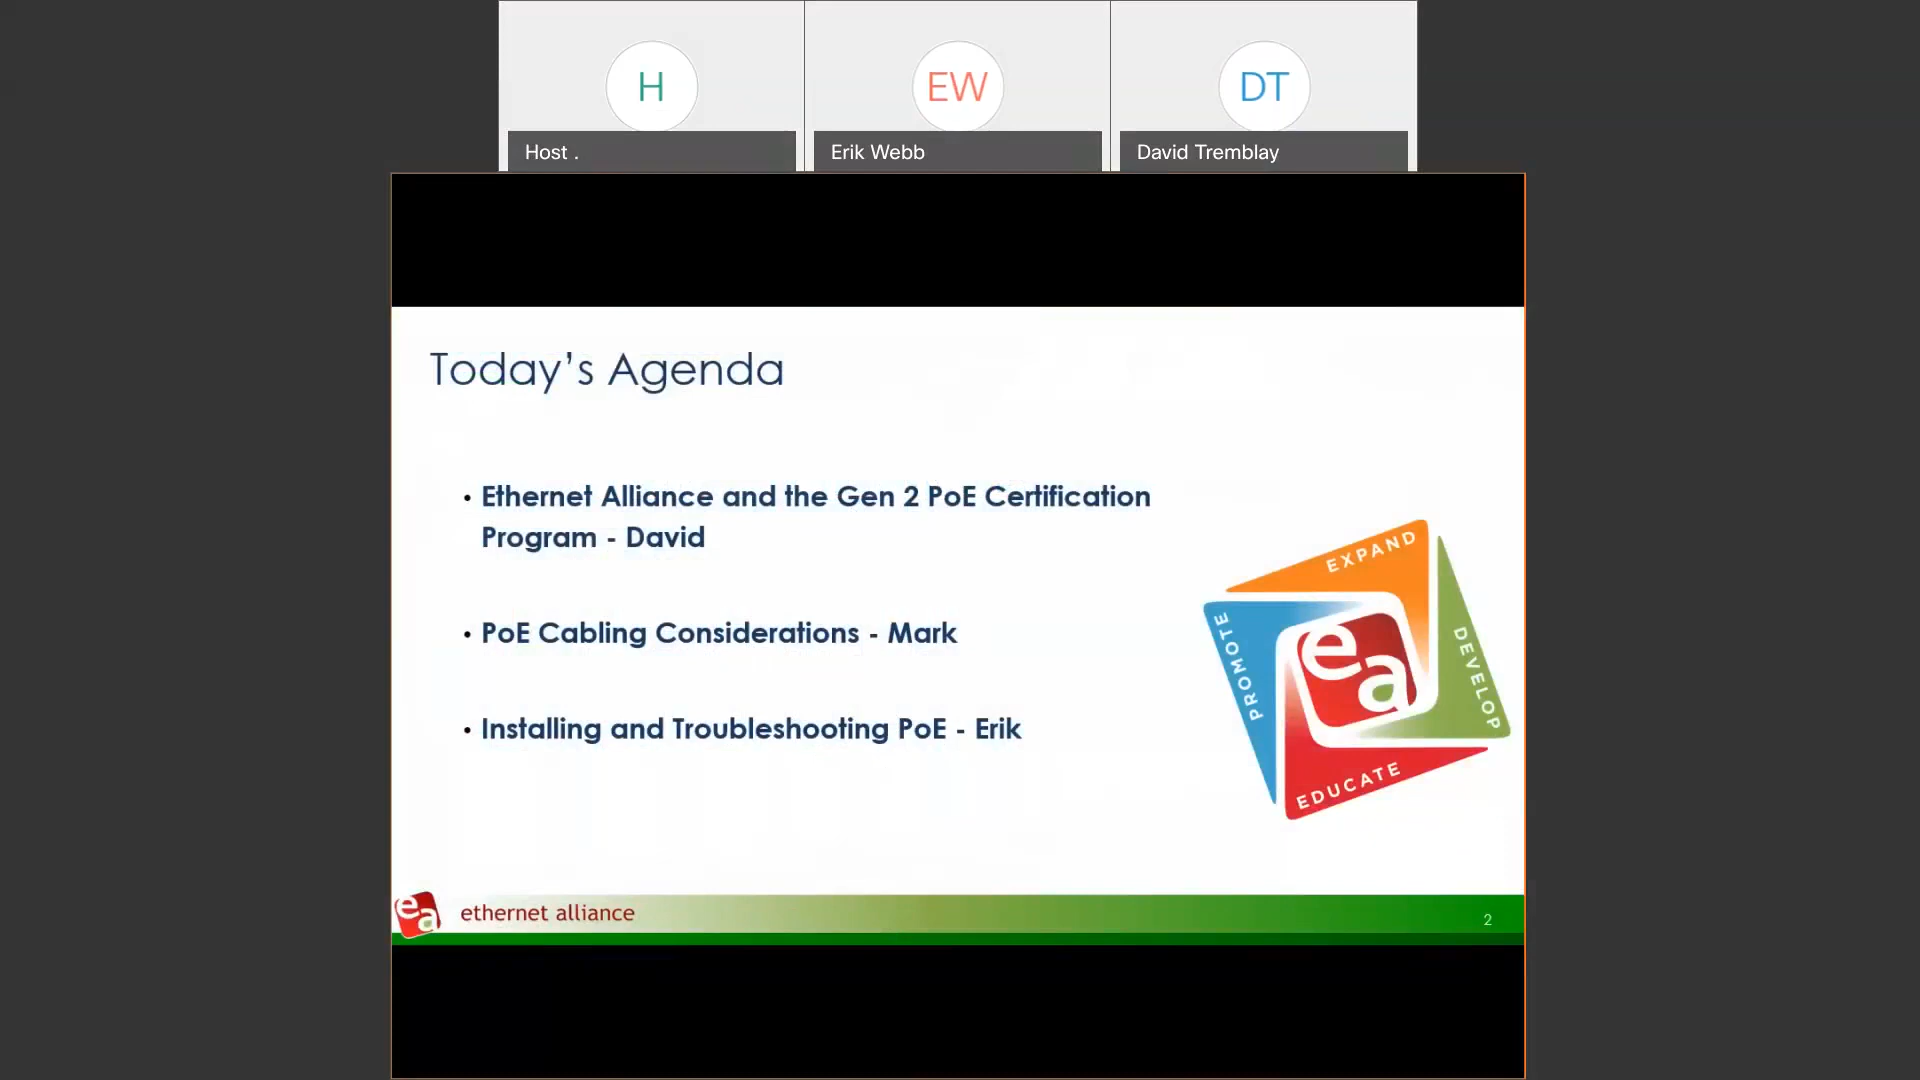 H
EW
DT
Host .
Erik Webb
David Tremblay
Today’s Agenda
• Ethernet Alliance and the Gen 2 PoE Certification
Program - David
• PoE Cabling Considerations - Mark
• Installing and Troubleshooting PoE - Erik
EXPAND
PROMOTE
DEVELOP
ea
EDUCATE
ea
ethernet alliance
2